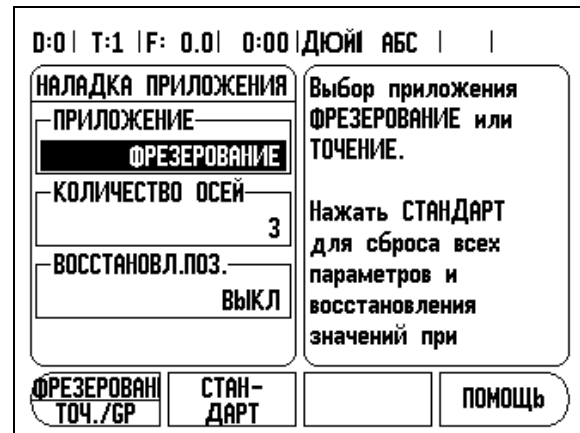 D:0| T:1 |F: 0.0| 0:00|ДЮЙМ АБС | |
НАЛАДКА ПРИЛОЖЕНИЯ
ПРИЛОЖЕНИЕ
ФРЕЗЕРОВАНИЕ
КОЛИЧЕСТВО ОСЕЙ
3
ВОССТАНОВЛ.ПОЗ.
ВЫКЛ
Выбор приложения
ФРЕЗЕРОВАНИЕ или
ТОЧЕНИЕ.
Нажать СТАНДАРТ
для сброса всех
параметров и
восстановления
значений при
ФРЕЗЕРОВАНИ
ТОЧ./GP
СТАН-
ДАРТ
ПОМОЩЬ